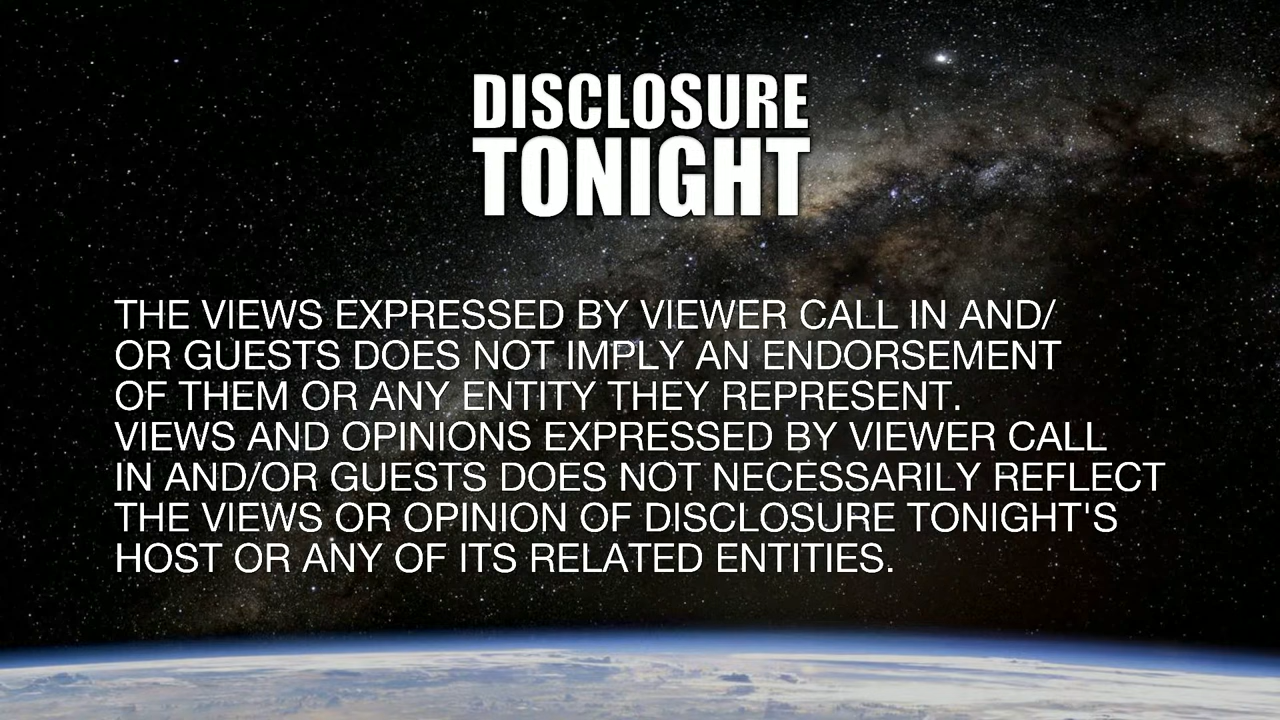 DISCLOSURE
TONIGHT
THE VIEWS EXPRESSED BY VIEWER CALL IN AND/
OR GUESTS DOES NOT IMPLY AN ENDORSEMENT
OF THEM OR ANY ENTITY THEY REPRESENT.
VIEWS AND OPINIONS EXPRESSED BY VIEWER CALL
IN AND/OR GUESTS DOES NOT NECESSARILY REFLECT
THE VIEWS OR OPINION OF DISCLOSURE TONIGHT'S
HOST OR ANY OF ITS RELATED ENTITIES.